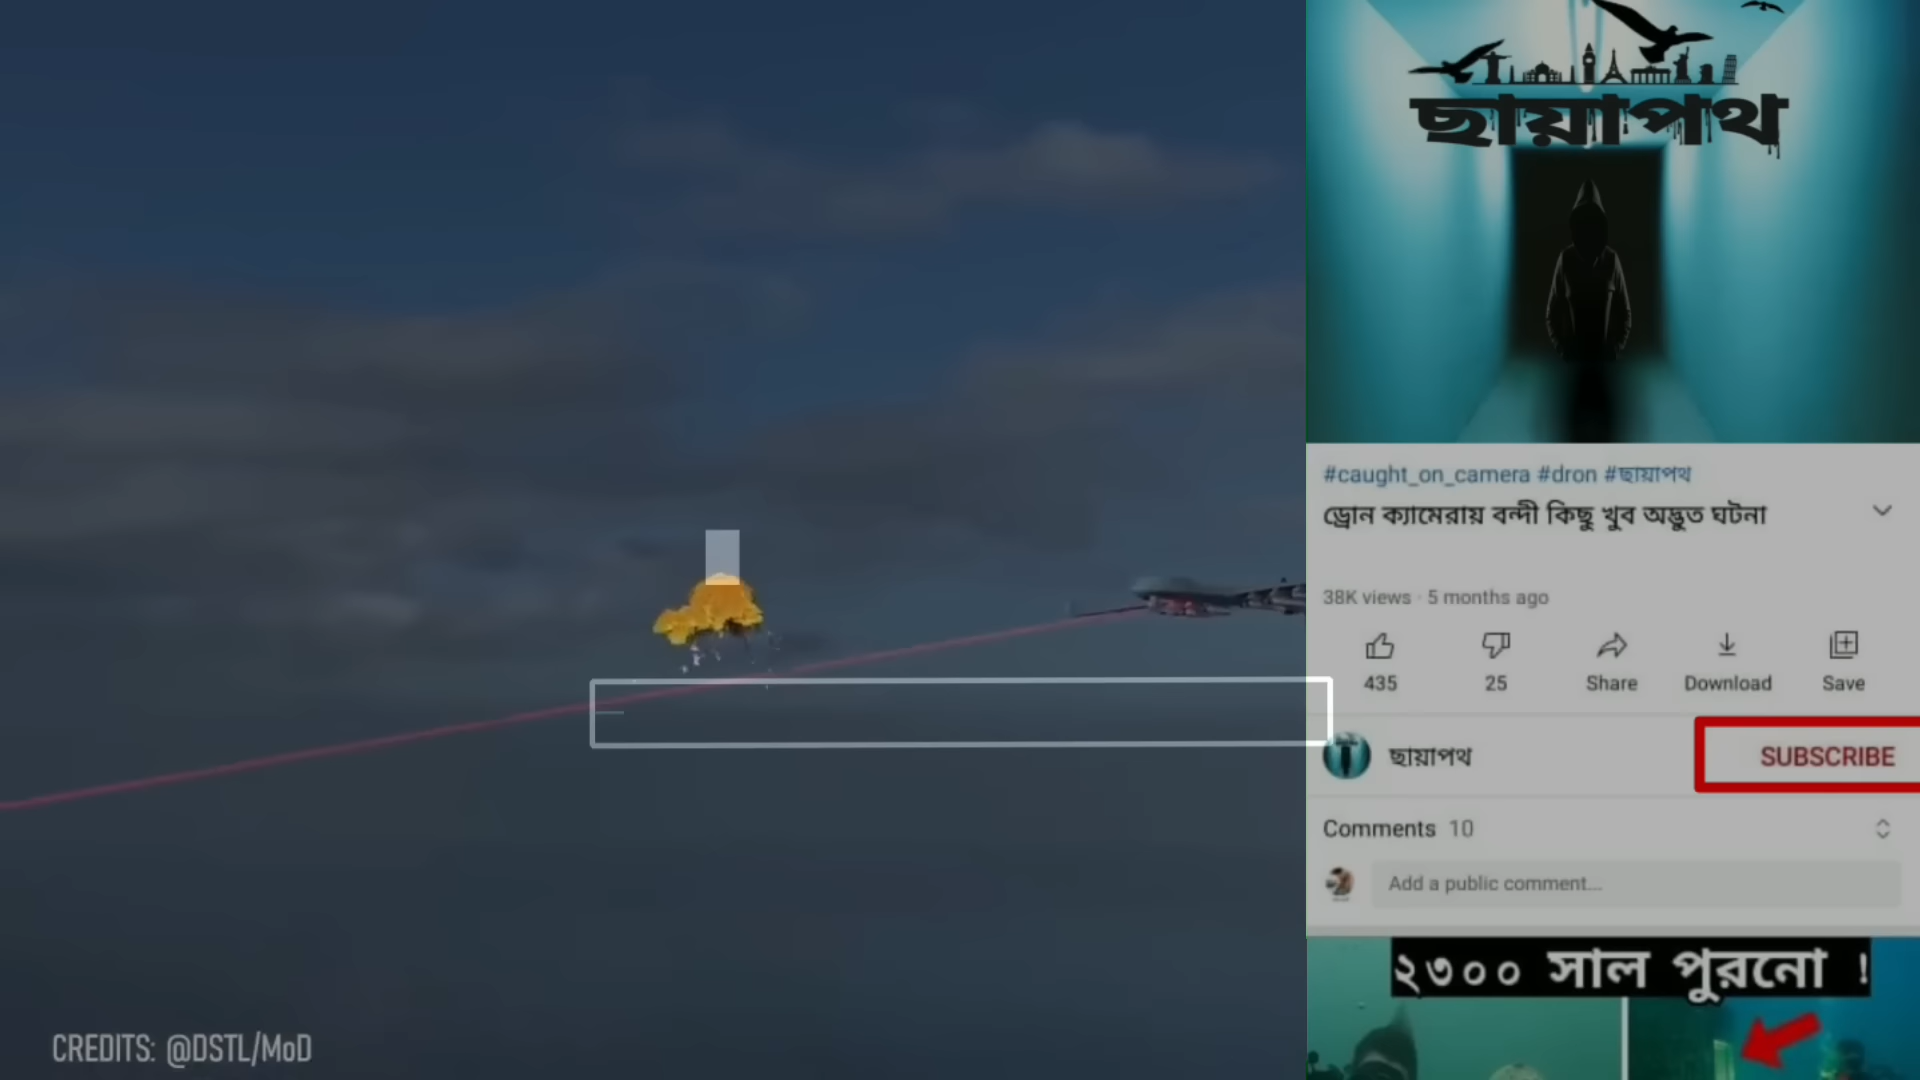 ছায়াপথ
#caught_on_camera #dron #ছায়াপথ
ড্রোন ক্যামেরায় বন্দী কিছু খুব অদ্ভুত ঘটনা
38K views · 5 months ago
435
25
Share
Download
Save
ছায়াপথ
SUBSCRIBE
Comments 10
Add a public comment...
২৩০০ সাল পুরনো !
CREDITS: @DSTL/MoD